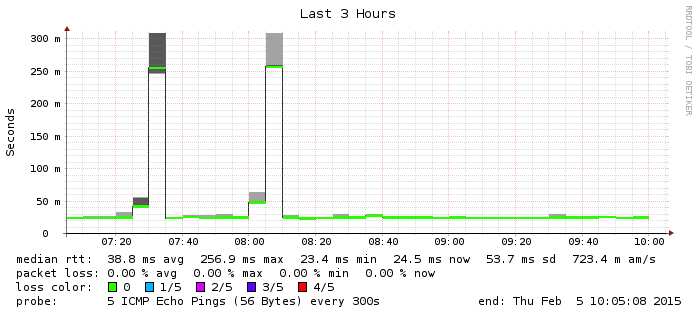 Last 3 Hours
RRDTOOL / TOBI OETIKER
Seconds
300 m
250 m
200 m
150 m
100 m
50 m
0
07:20 07:40 08:00 08:20 08:40 09:00 09:20 09:40 10:00
median rtt: 38.8 ms avg 256.9 ms max 23.4 ms min 24.5 ms now 53.7 ms sd 723.4 m am/s
packet loss: 0.00 % avg 0.00 % max 0.00 % min 0.00 % now
loss color: 0 1/5 2/5 3/5 4/5
probe: 5 ICMP Echo Pings (56 Bytes) every 300s end: Thu Feb 5 10:05:08 2015